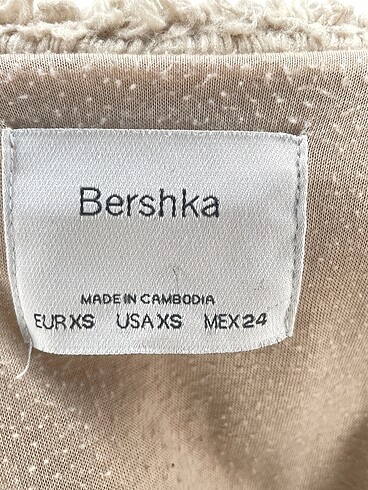 Bershka
MADE IN CAMBODIA
EUR XS USA XS MEX 24